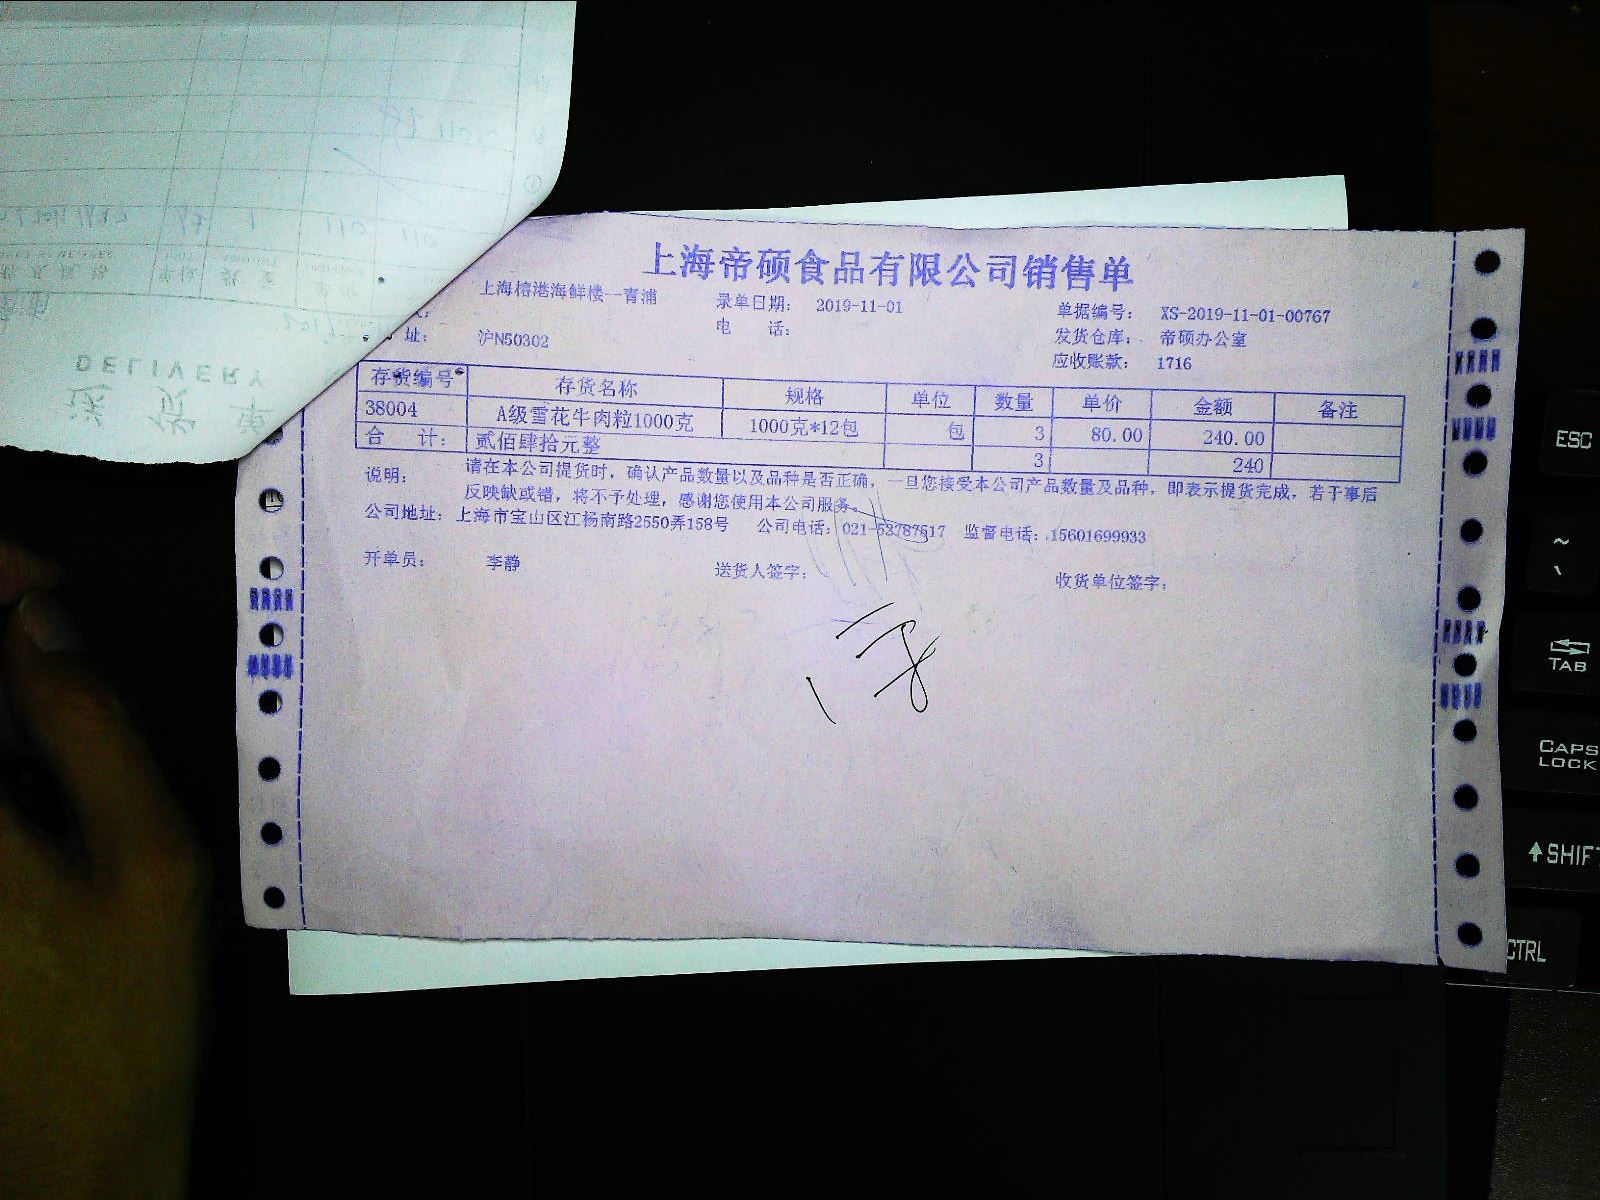 上海帝硕食品有限公司销售单
上海榕港海鲜楼一青浦 录单日期： 2019-11-01 单据编号： XS-2019-11-01-00767
电 话： 发货仓库： 帝硕办公室
址： 沪N50302 应收账款： 1716
存货编号 存货名称 规格 单位 数量 单价 金额 备注
38004 A级雪花牛肉粒1000克 1000克*12包 包 3 80.00 240.00
合 计： 贰佰肆拾元整 3 240
说明： 请在本公司提货时，确认产品数量以及品种是否正确，一旦您接受本公司产品数量及品种，即表示提货完成，若于事后
反映缺或错，将不予处理，感谢您使用本公司服务。
公司地址：上海市宝山区江杨南路2550弄158号 公司电话：021-52787517 监督电话：15601699933
开单员： 李静 送货人签字： 收货单位签字：
DELIVERY
送货单
ESC
~
TAB
CAPS LOCK
SHIFT
CTRL